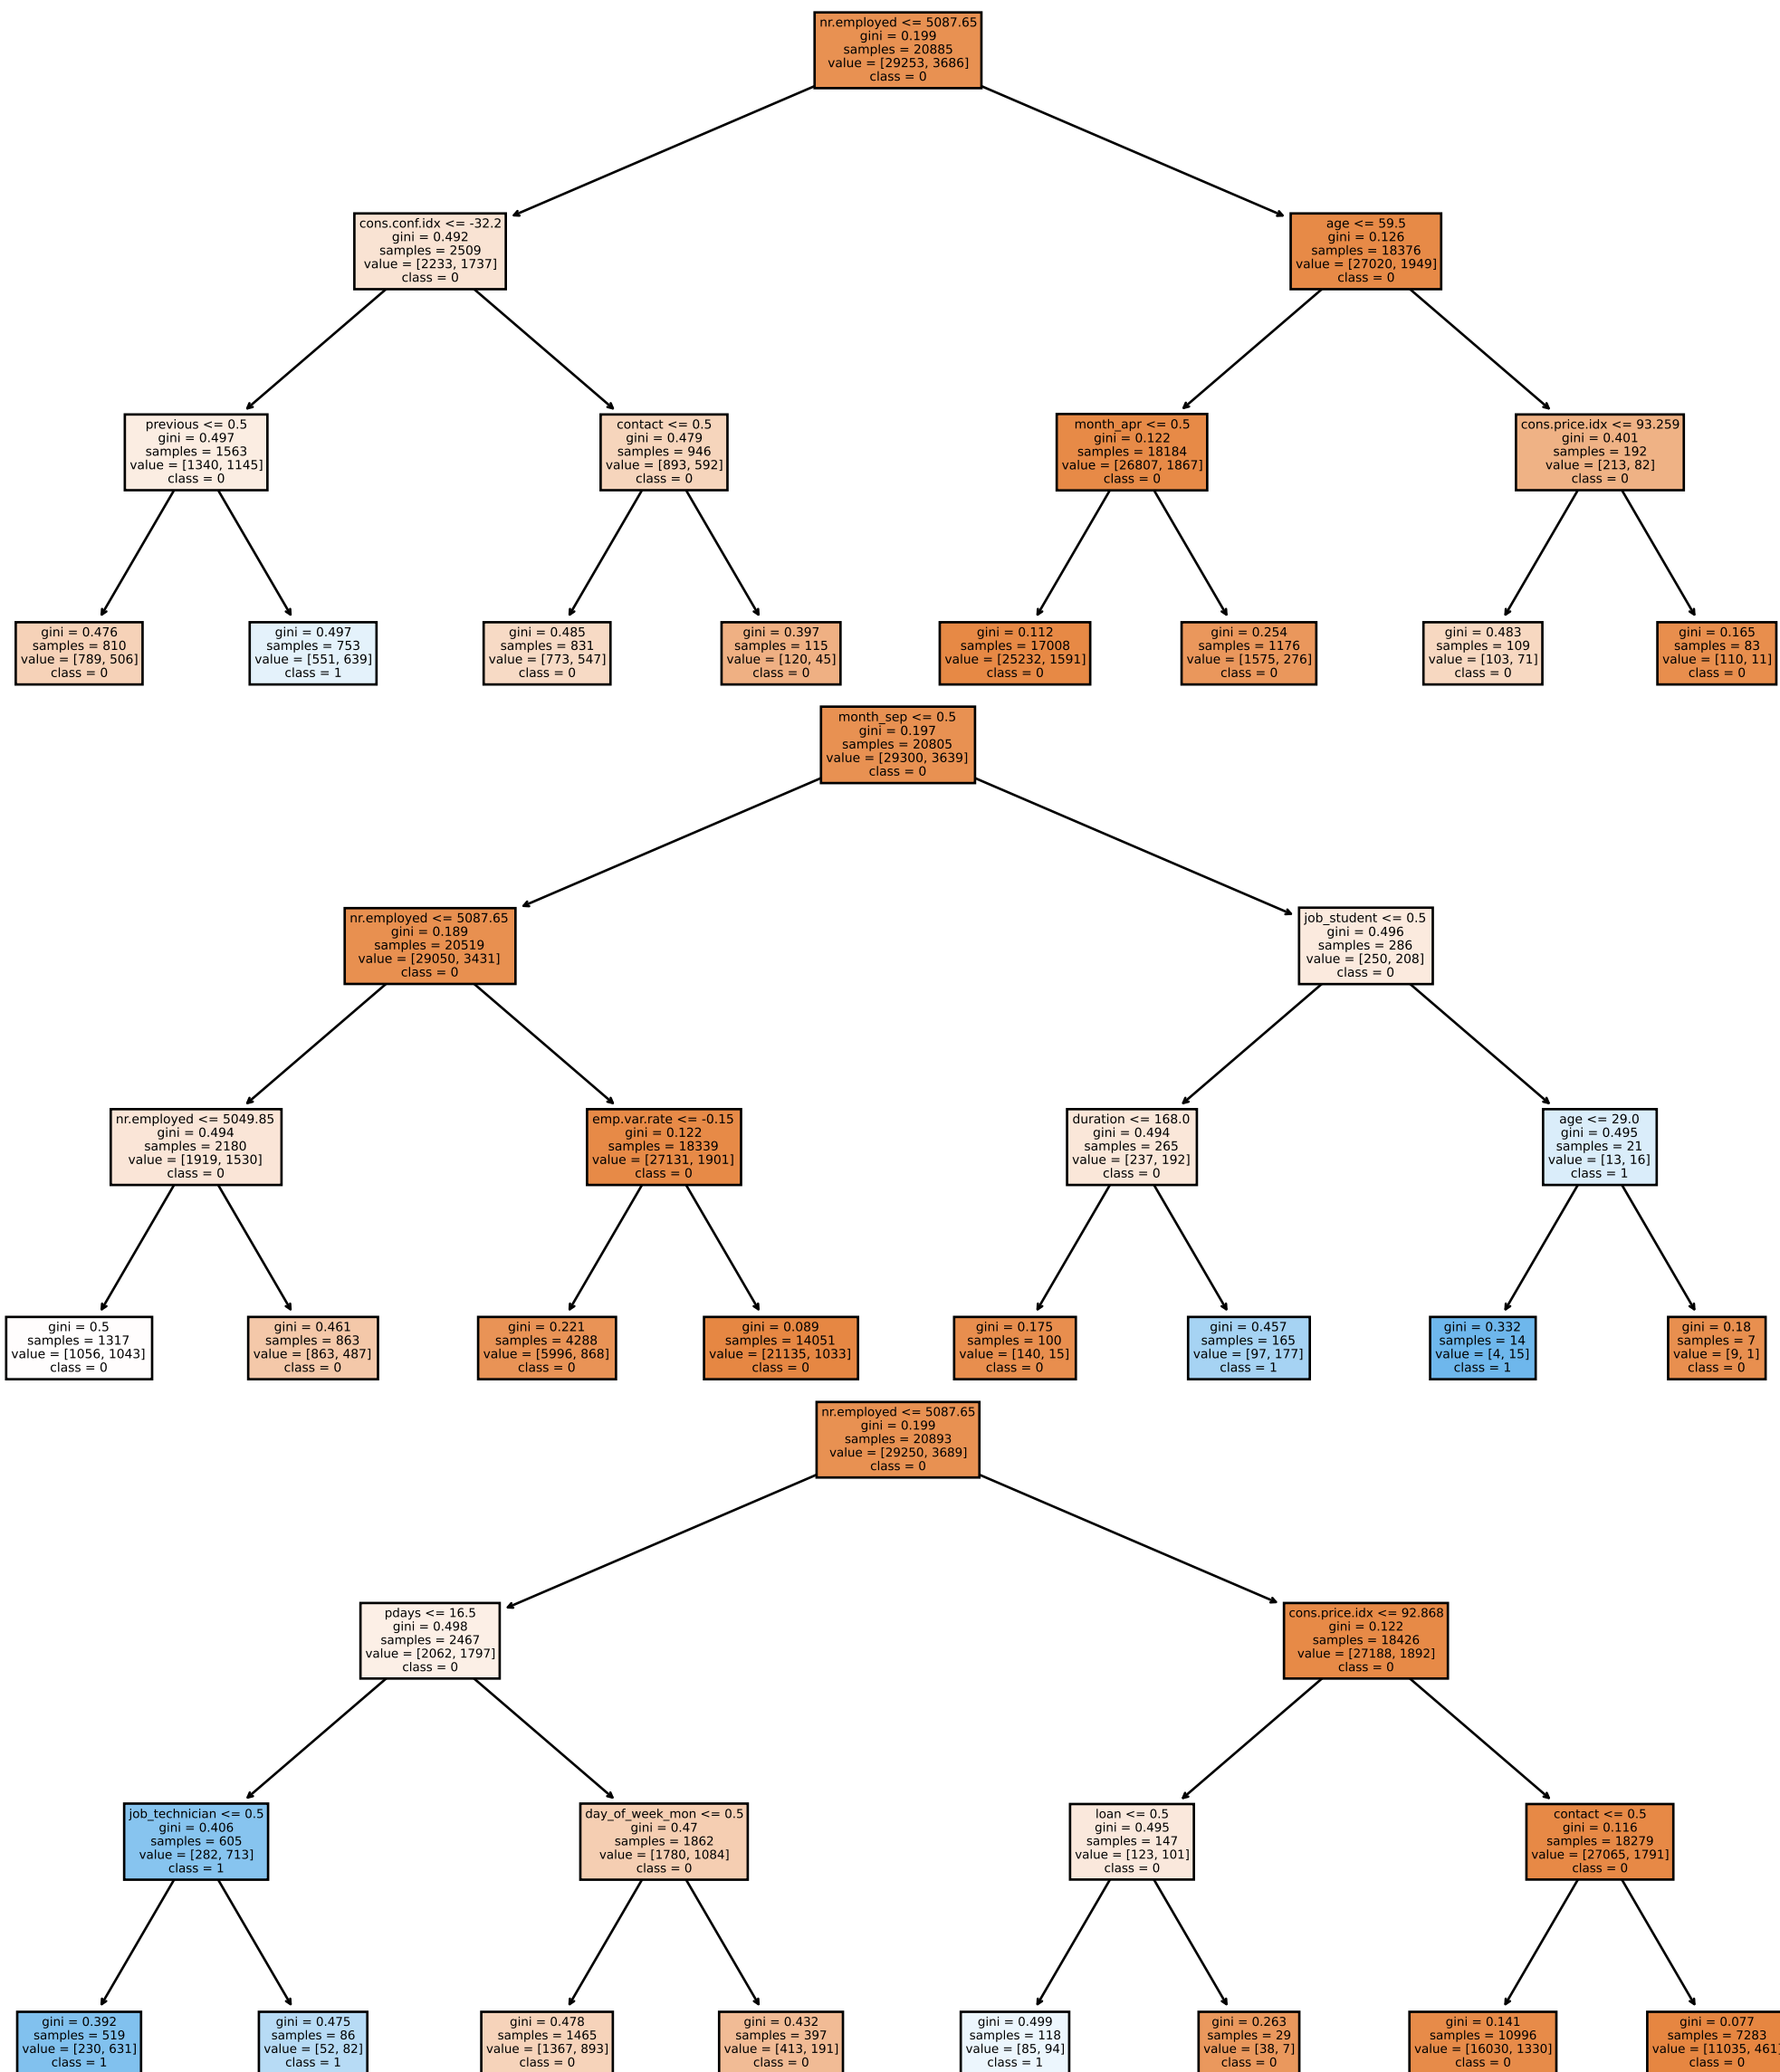 nr.employed <= 5087.65
gini = 0.199
samples = 20885
value = [29253, 3686]
class = 0
cons.conf.idx <= -32.2
gini = 0.492
samples = 2509
value = [2233, 1737]
class = 0
age <= 59.5
gini = 0.126
samples = 18376
value = [27020, 1949]
class = 0
previous <= 0.5
gini = 0.497
samples = 1563
value = [1340, 1145]
class = 0
contact <= 0.5
gini = 0.479
samples = 946
value = [893, 592]
class = 0
month_apr <= 0.5
gini = 0.122
samples = 18184
value = [26807, 1867]
class = 0
cons.price.idx <= 93.259
gini = 0.401
samples = 192
value = [213, 82]
class = 0
gini = 0.476
samples = 810
value = [789, 506]
class = 0
gini = 0.497
samples = 753
value = [551, 639]
class = 1
gini = 0.485
samples = 831
value = [773, 547]
class = 0
gini = 0.397
samples = 115
value = [120, 45]
class = 0
gini = 0.112
samples = 17008
value = [25232, 1591]
class = 0
gini = 0.254
samples = 1176
value = [1575, 276]
class = 0
gini = 0.483
samples = 109
value = [103, 71]
class = 0
gini = 0.165
samples = 83
value = [110, 11]
class = 0
month_sep <= 0.5
gini = 0.197
samples = 20805
value = [29300, 3639]
class = 0
nr.employed <= 5087.65
gini = 0.189
samples = 20519
value = [29050, 3431]
class = 0
job_student <= 0.5
gini = 0.496
samples = 286
value = [250, 208]
class = 0
nr.employed <= 5049.85
gini = 0.494
samples = 2180
value = [1919, 1530]
class = 0
emp.var.rate <= -0.15
gini = 0.122
samples = 18339
value = [27131, 1901]
class = 0
duration <= 168.0
gini = 0.494
samples = 265
value = [237, 192]
class = 0
age <= 29.0
gini = 0.495
samples = 21
value = [13, 16]
class = 1
gini = 0.5
samples = 1317
value = [1056, 1043]
class = 0
gini = 0.461
samples = 863
value = [863, 487]
class = 0
gini = 0.221
samples = 4288
value = [5996, 868]
class = 0
gini = 0.089
samples = 14051
value = [21135, 1033]
class = 0
gini = 0.175
samples = 100
value = [140, 15]
class = 0
gini = 0.457
samples = 165
value = [97, 177]
class = 1
gini = 0.332
samples = 14
value = [4, 15]
class = 1
gini = 0.18
samples = 7
value = [9, 1]
class = 0
nr.employed <= 5087.65
gini = 0.199
samples = 20893
value = [29250, 3689]
class = 0
pdays <= 16.5
gini = 0.498
samples = 2467
value = [2062, 1797]
class = 0
cons.price.idx <= 92.868
gini = 0.122
samples = 18426
value = [27188, 1892]
class = 0
job_technician <= 0.5
gini = 0.406
samples = 605
value = [282, 713]
class = 1
day_of_week_mon <= 0.5
gini = 0.47
samples = 1862
value = [1780, 1084]
class = 0
loan <= 0.5
gini = 0.495
samples = 147
value = [123, 101]
class = 0
contact <= 0.5
gini = 0.116
samples = 18279
value = [27065, 1791]
class = 0
gini = 0.392
samples = 519
value = [230, 631]
class = 1
gini = 0.475
samples = 86
value = [52, 82]
class = 1
gini = 0.478
samples = 1465
value = [1367, 893]
class = 0
gini = 0.432
samples = 397
value = [413, 191]
class = 0
gini = 0.499
samples = 118
value = [85, 94]
class = 1
gini = 0.263
samples = 29
value = [38, 7]
class = 0
gini = 0.141
samples = 10996
value = [16030, 1330]
class = 0
gini = 0.077
samples = 7283
value = [11035, 461]
class = 0